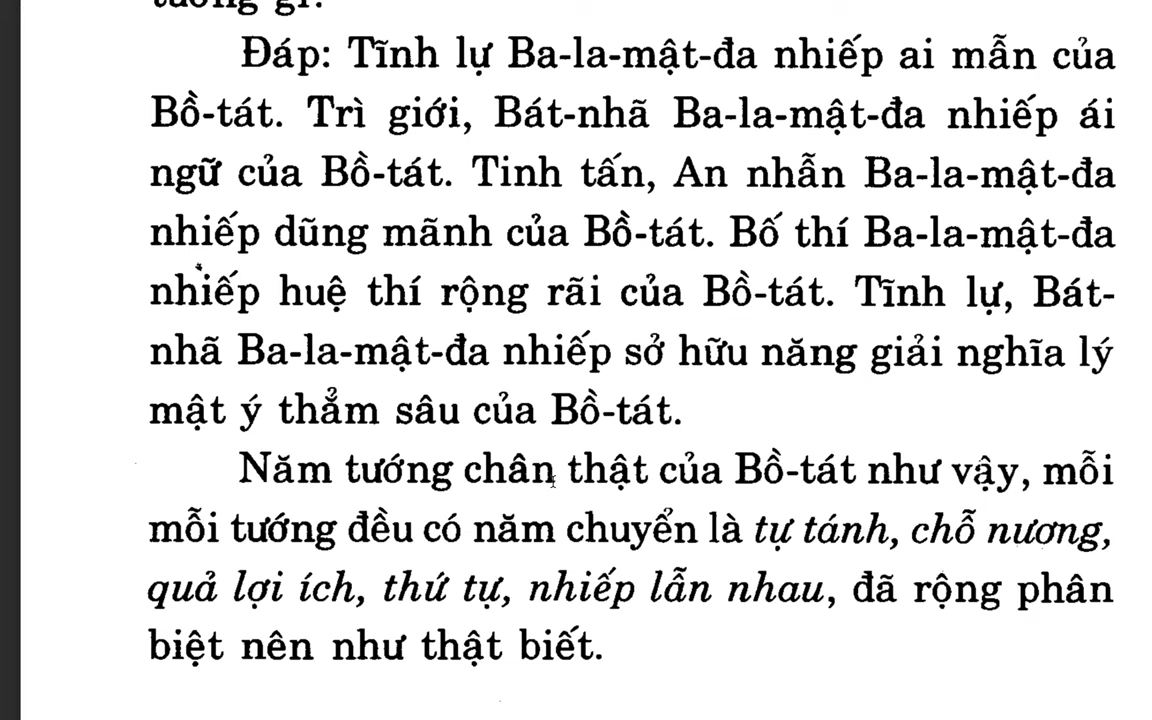 tướng gì?
Đáp: Tĩnh lự Ba-la-mật-đa nhiếp ai mẫn của
Bồ-tát. Trì giới, Bát-nhã Ba-la-mật-đa nhiếp ái
ngữ của Bồ-tát. Tinh tấn, An nhẫn Ba-la-mật-đa
nhiếp dũng mãnh của Bồ-tát. Bố thí Ba-la-mật-đa
nhiếp huệ thí rộng rãi của Bồ-tát. Tĩnh lự, Bát-
nhã Ba-la-mật-đa nhiếp sở hữu năng giải nghĩa lý
mật ý thẳm sâu của Bồ-tát.
Năm tướng chân thật của Bồ-tát như vậy, mỗi
mỗi tướng đều có năm chuyển là tự tánh, chỗ nương,
quả lợi ích, thứ tự, nhiếp lẫn nhau, đã rộng phân
biệt nên như thật biết.